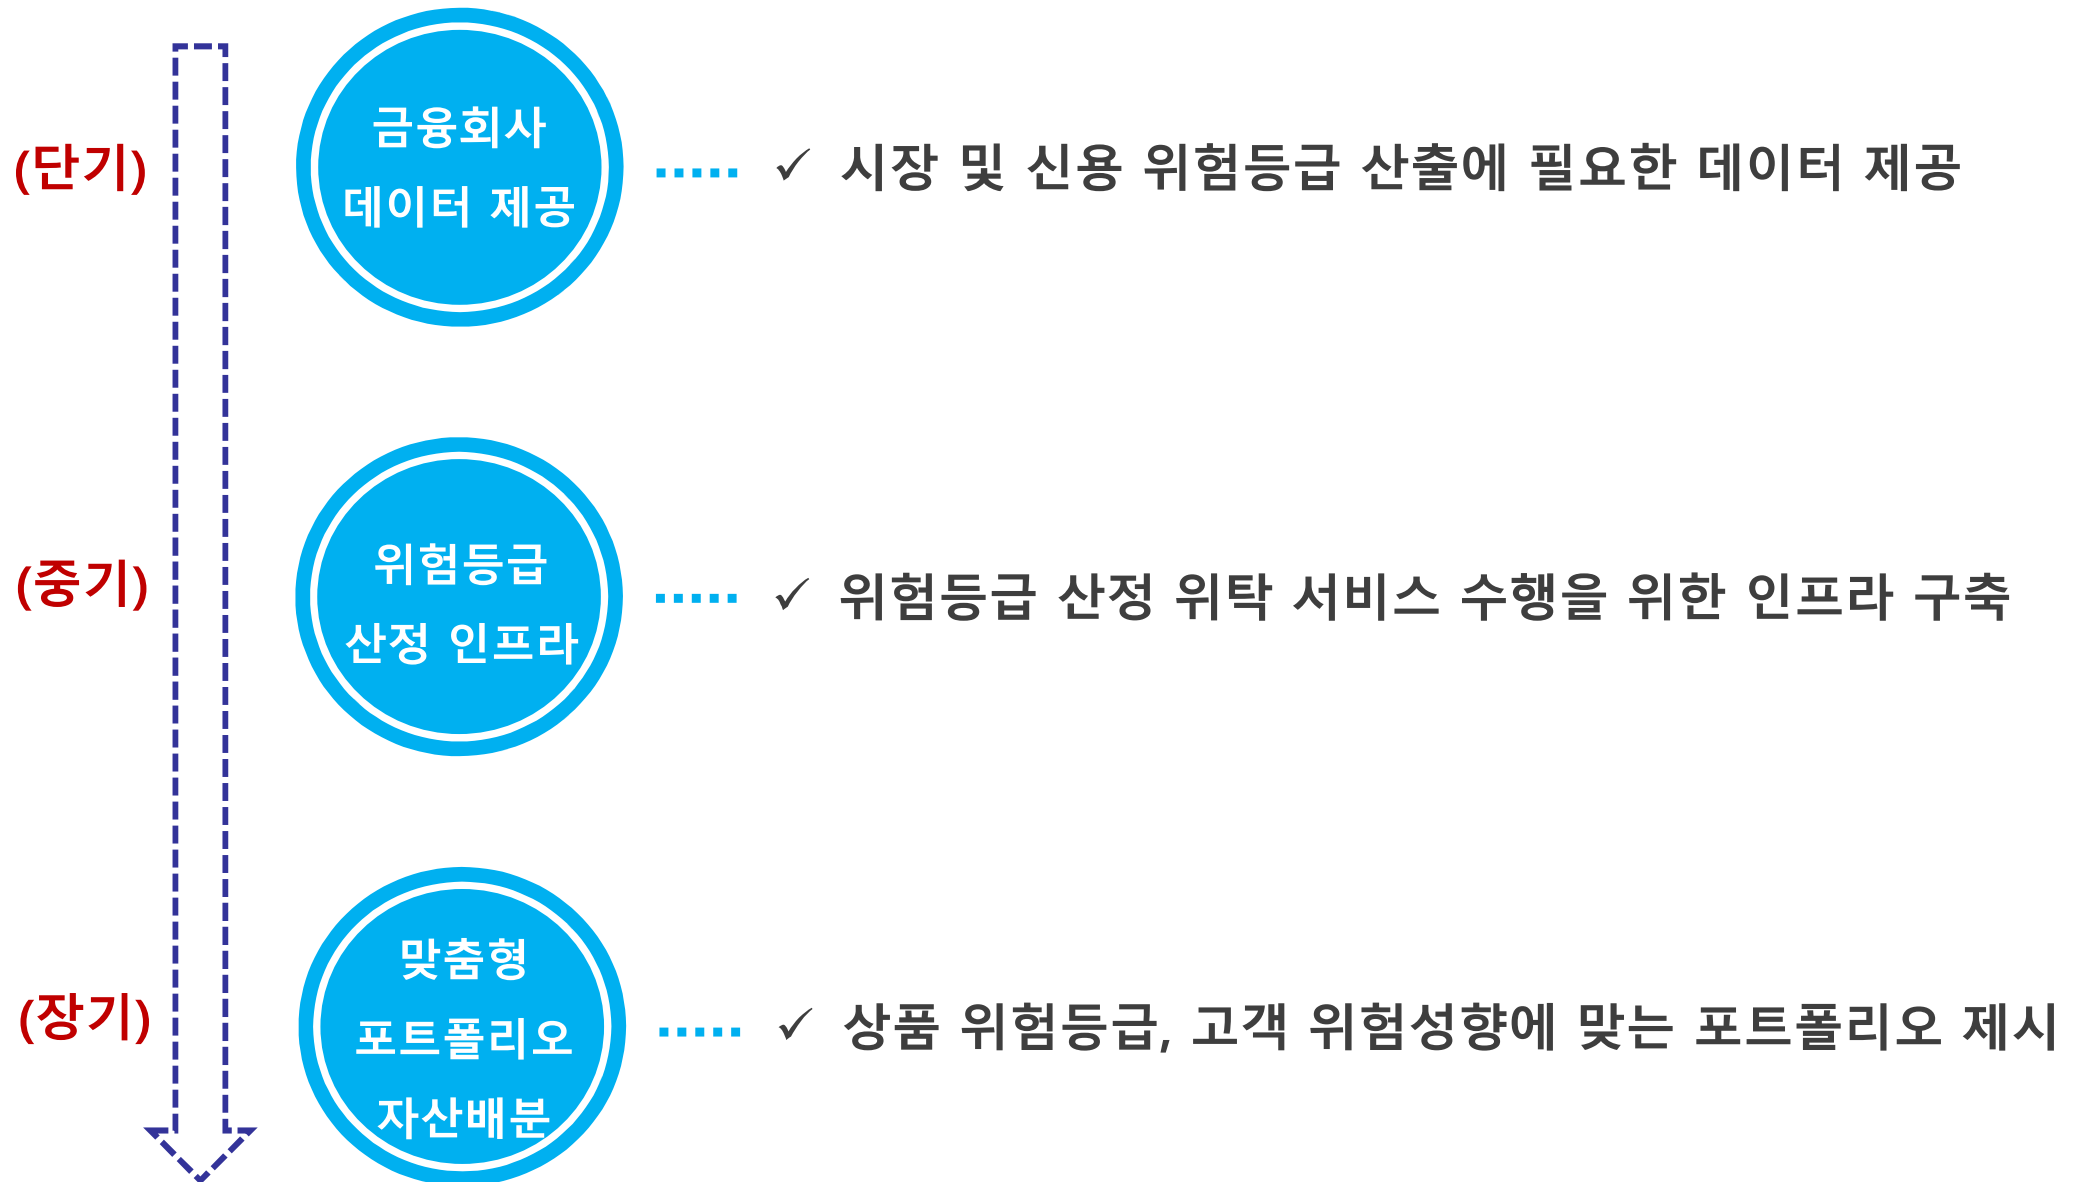 (단기)
금융회사
데이터 제공
✓ 시장 및 신용 위험등급 산출에 필요한 데이터 제공
(중기)
위험등급
산정 인프라
✓ 위험등급 산정 위탁 서비스 수행을 위한 인프라 구축
(장기)
맞춤형
포트폴리오
자산배분
✓ 상품 위험등급, 고객 위험성향에 맞는 포트폴리오 제시